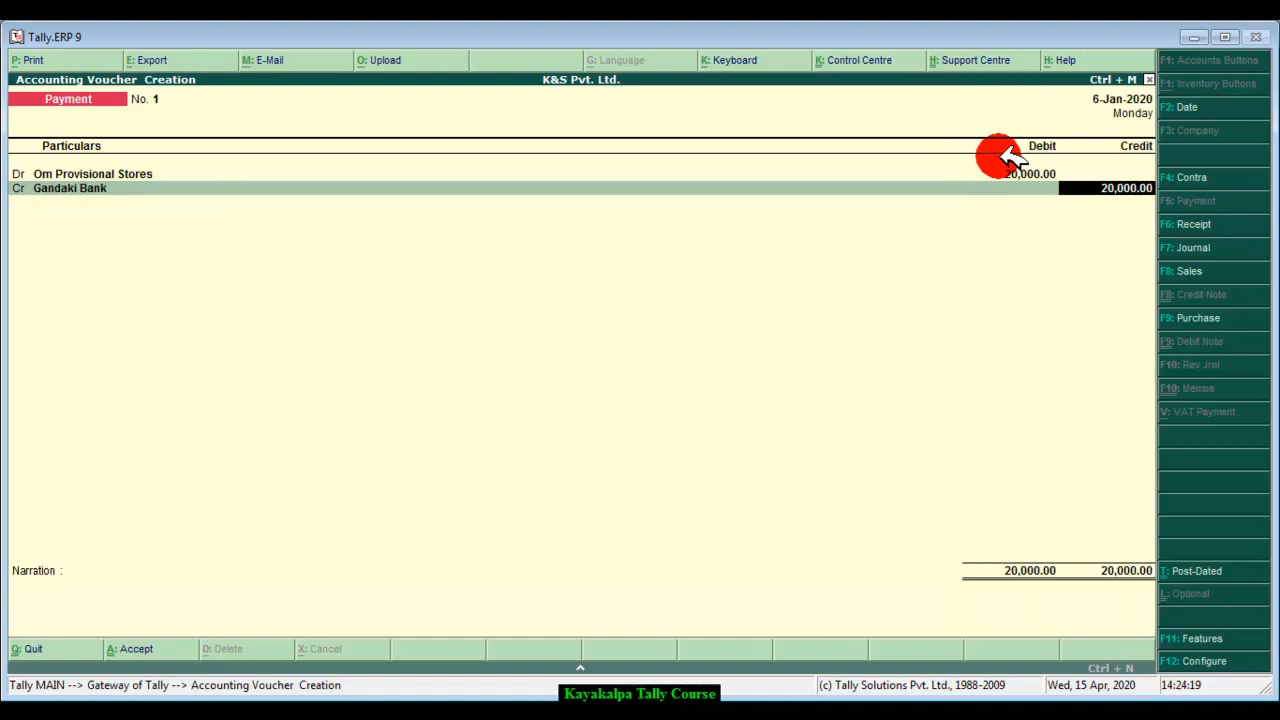 Tally.ERP 9
P: Print E: Export M: E-Mail O: Upload G: Language K: Keyboard K: Control Centre H: Support Centre H: Help
Accounting Voucher Creation K&S Pvt. Ltd. Ctrl + M
Payment No. 1 6-Jan-2020
Monday
Particulars Debit Credit
Dr Om Provisional Stores 20,000.00
Cr Gandaki Bank 20,000.00
Narration : 20,000.00 20,000.00
Q: Quit A: Accept D: Delete X: Cancel
Ctrl + N
Tally MAIN --> Gateway of Tally --> Accounting Voucher Creation (c) Tally Solutions Pvt. Ltd., 1988-2009 Wed, 15 Apr, 2020 14:24:19
Kayakalpa Tally Course
F1: Accounts Buttons
F1: Inventory Buttons
F2: Date
F3: Company
F4: Contra
F5: Payment
F6: Receipt
F7: Journal
F8: Sales
F8: Credit Note
F9: Purchase
F9: Debit Note
F10: Rev Jrnl
F10: Memos
V: VAT Payment
T: Post-Dated
L: Optional
F11: Features
F12: Configure